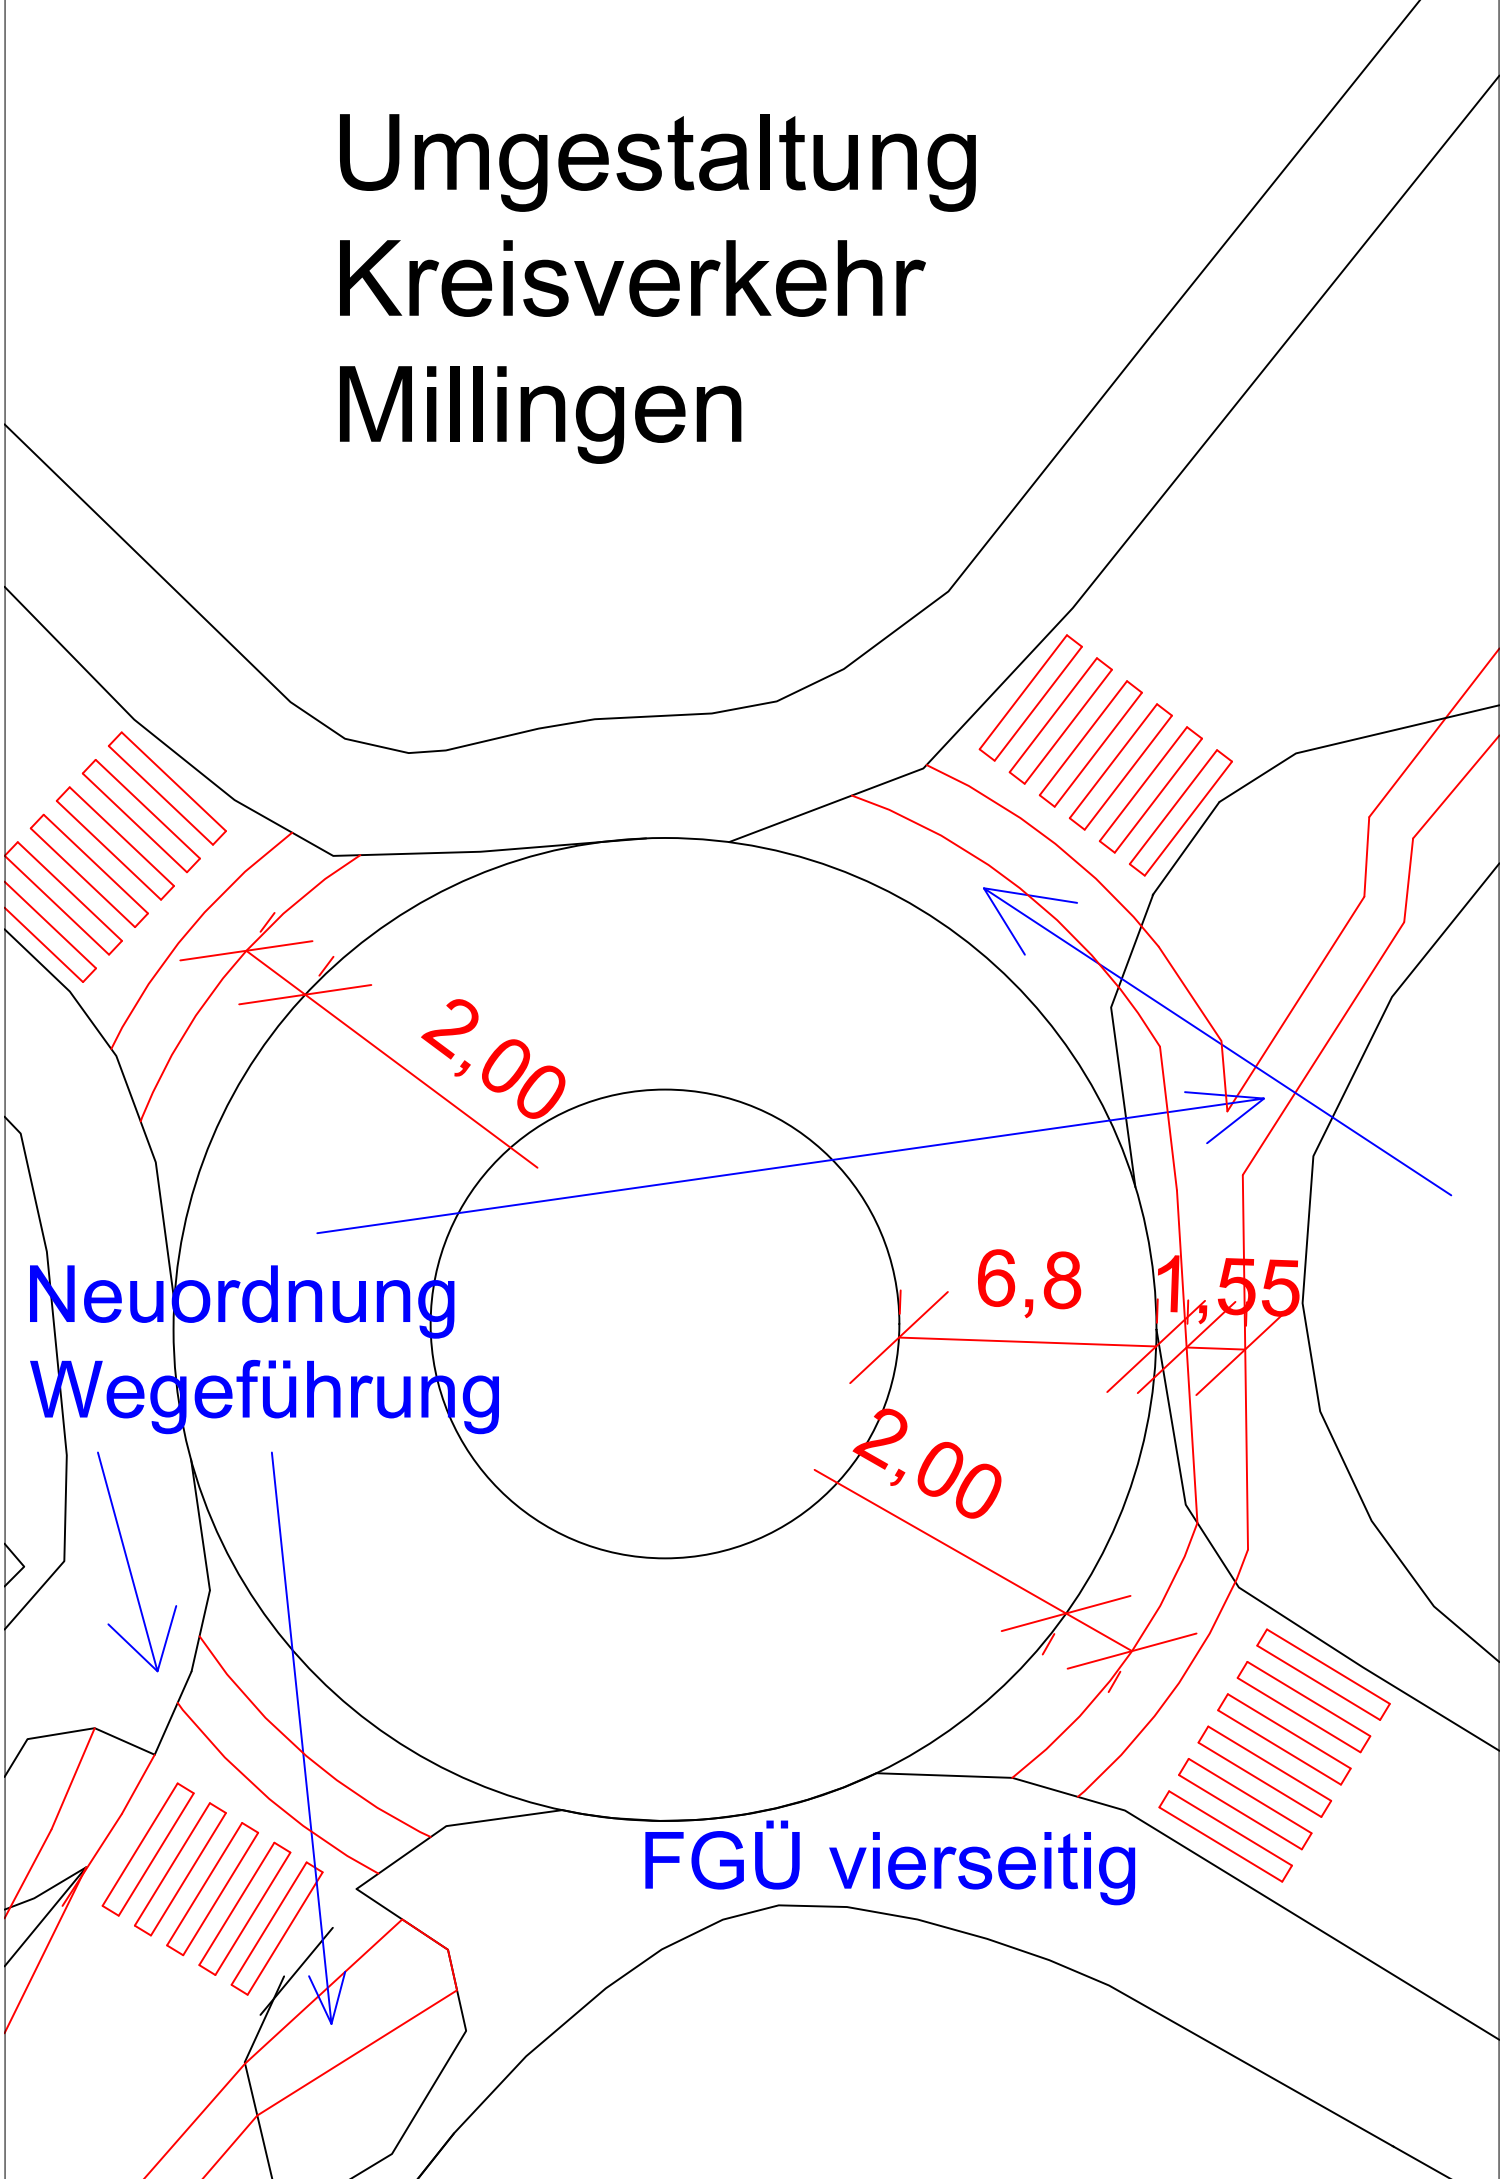 Umgestaltung
Kreisverkehr
Millingen
2,00
6,8
1,55
Neuordnung
Wegeführung
2,00
FGÜ vierseitig